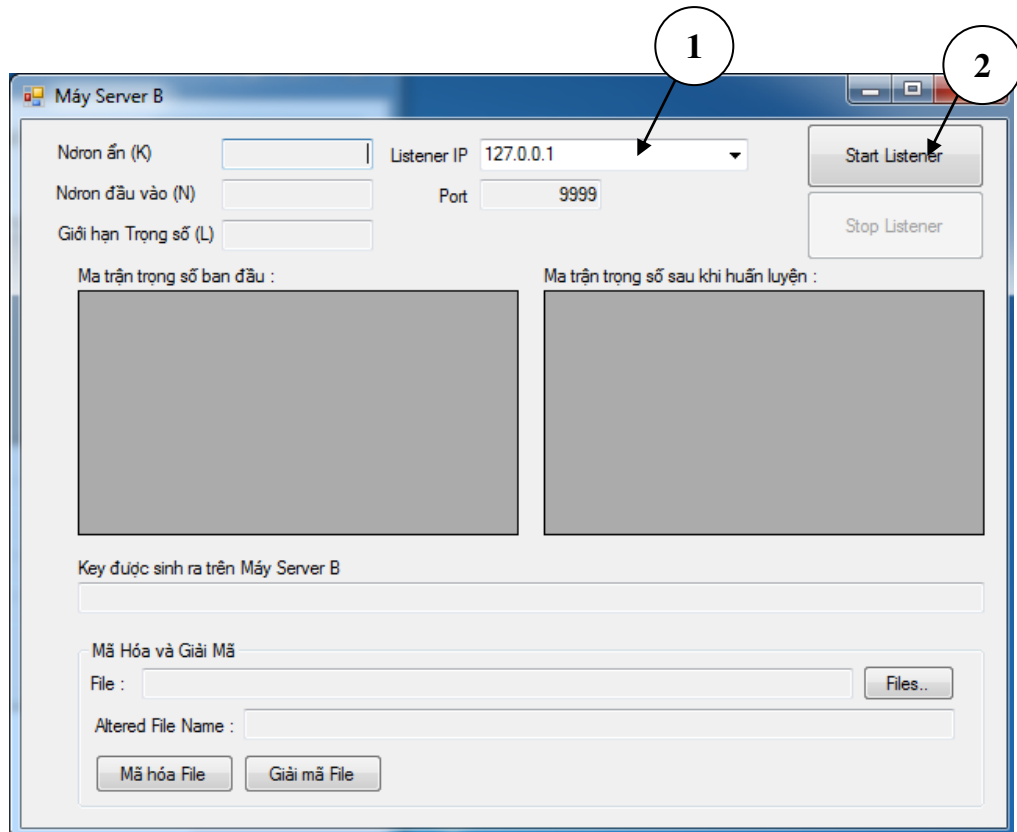 1
2
Máy Server B
Nơron ẩn (K)
Listener IP 127.0.0.1
Start Listener
Nơron đầu vào (N)
Port 9999
Giới hạn Trọng số (L)
Stop Listener
Ma trận trọng số ban đầu :
Ma trận trọng số sau khi huấn luyện :
Key được sinh ra trên Máy Server B
Mã Hóa và Giải Mã
File :
Files..
Altered File Name :
Mã hóa File
Giải mã File